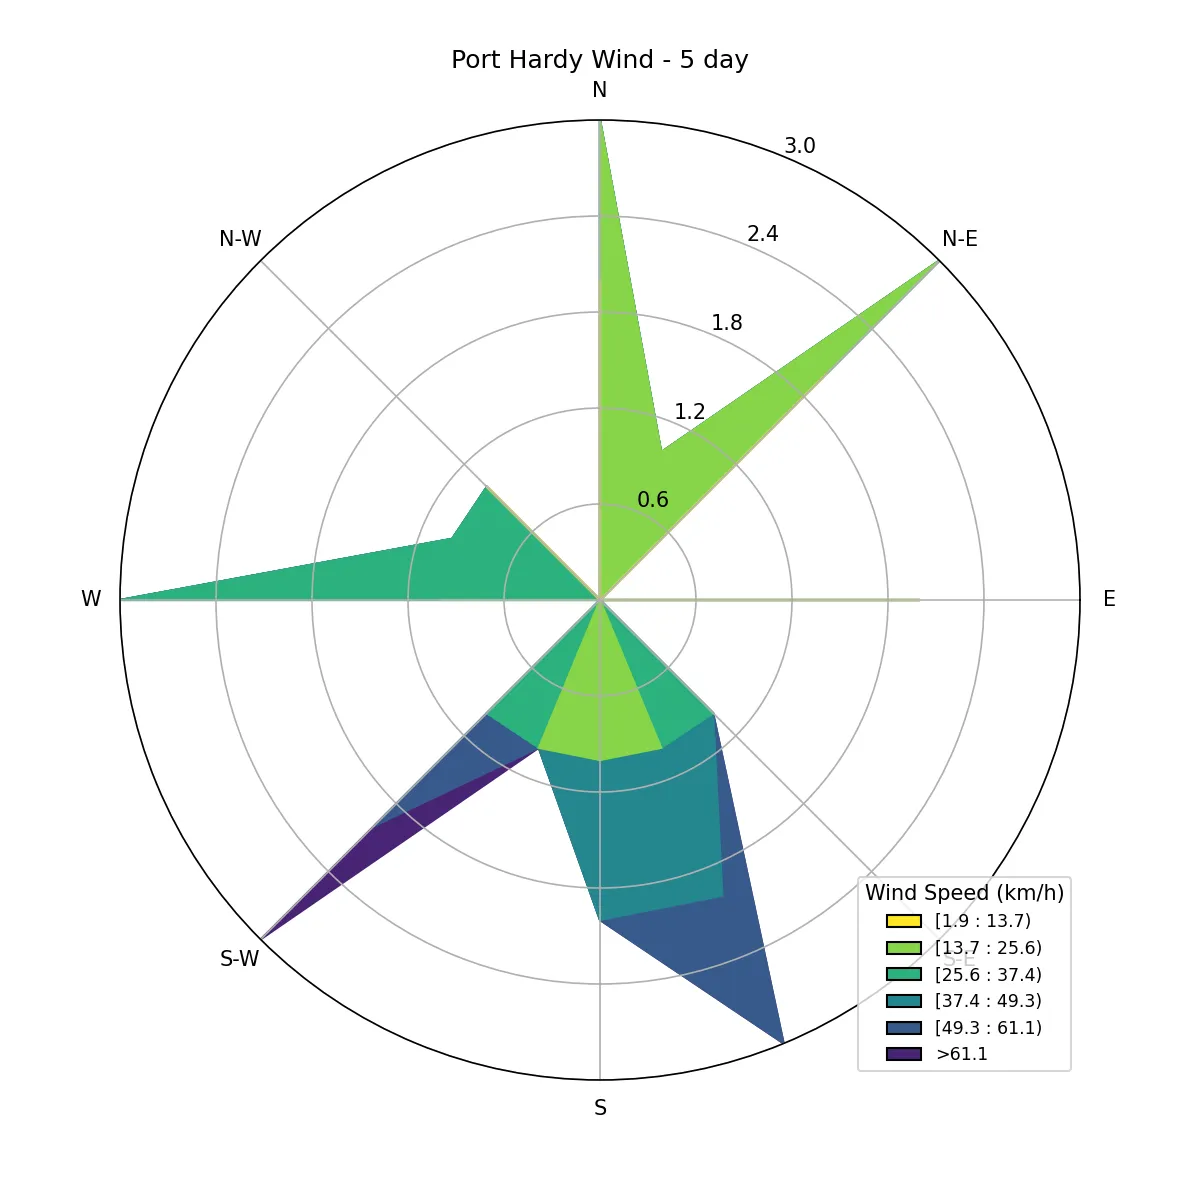 Port Hardy Wind - 5 day
N
3.0
2.4
N-W
N-E
1.8
1.2
0.6
W
E
Wind Speed (km/h)
[1.9 : 13.7)
[13.7 : 25.6)
S-W
S-E
[25.6 : 37.4)
[37.4 : 49.3)
[49.3 : 61.1)
>61.1
S